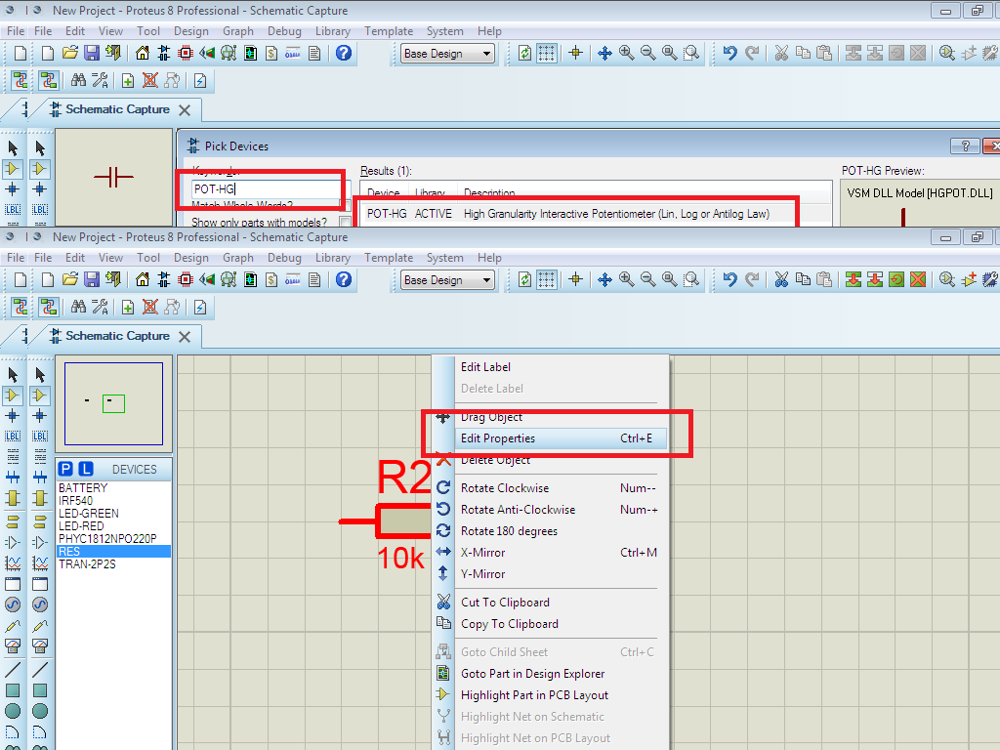 New Project - Proteus 8 Professional - Schematic Capture
File File Edit View Tool Design Graph Debug Library Template System Help
Base Design
Schematic Capture
Pick Devices
POT-HG
Match Whole Words?
Show only parts with models?
Results (1):
Device Library Description
POT-HG ACTIVE High Granularity Interactive Potentiometer (Lin, Log or Antilog Law)
POT-HG Preview:
VSM DLL Model [HGPOT.DLL]
LBL LBL
New Project - Proteus 8 Professional - Schematic Capture
File File Edit View Tool Design Graph Debug Library Template System Help
Base Design
Schematic Capture
LBL LBL
P L DEVICES
BATTERY
IRF540
LED-GREEN
LED-RED
PHYC1812NPO220P
RES
TRAN-2P2S
R2
10k
Edit Label
Delete Label
Drag Object
Edit Properties Ctrl+E
Delete Object
Rotate Clockwise Num--
Rotate Anti-Clockwise Num-+
Rotate 180 degrees
X-Mirror Ctrl+M
Y-Mirror
Cut To Clipboard
Copy To Clipboard
Goto Child Sheet Ctrl+C
Goto Part in Design Explorer
Highlight Part in PCB Layout
Highlight Net on Schematic
Highlight Net on PCB Layout